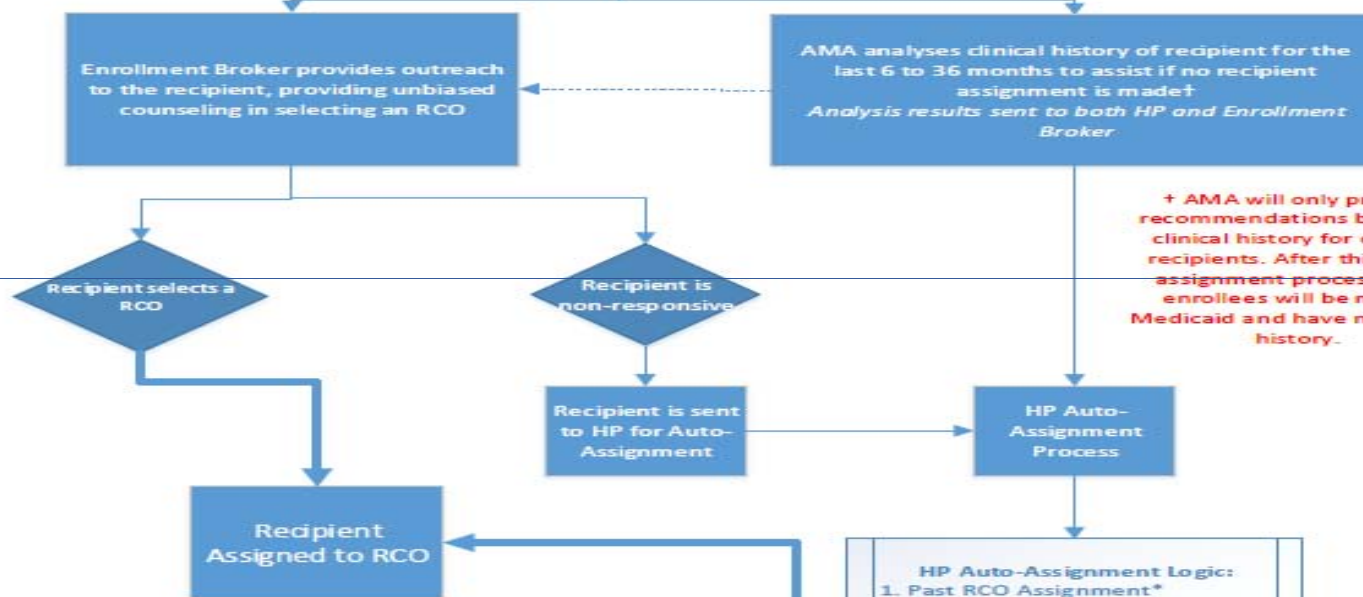 Enrollment Broker provides outreach
to the recipient, providing unbiased
counseling in selecting an RCO
AMA analyses clinical history of recipient for the
last 6 to 36 months to assist if no recipient
assignment is made†
Analysis results sent to both HP and Enrollment
Broker
† AMA will only
recommendations
clinical history for
recipients. After
assignment
enrollees will be
Medicaid and have
history.
Recipient selects a
RCO
Recipient is
non-responsive
Recipient is sent
to HP for Auto-
Assignment
HP Auto-
Assignment
Process
Recipient
Assigned to RCO
HP Auto-Assignment Logic:
1. Past RCO Assignment*